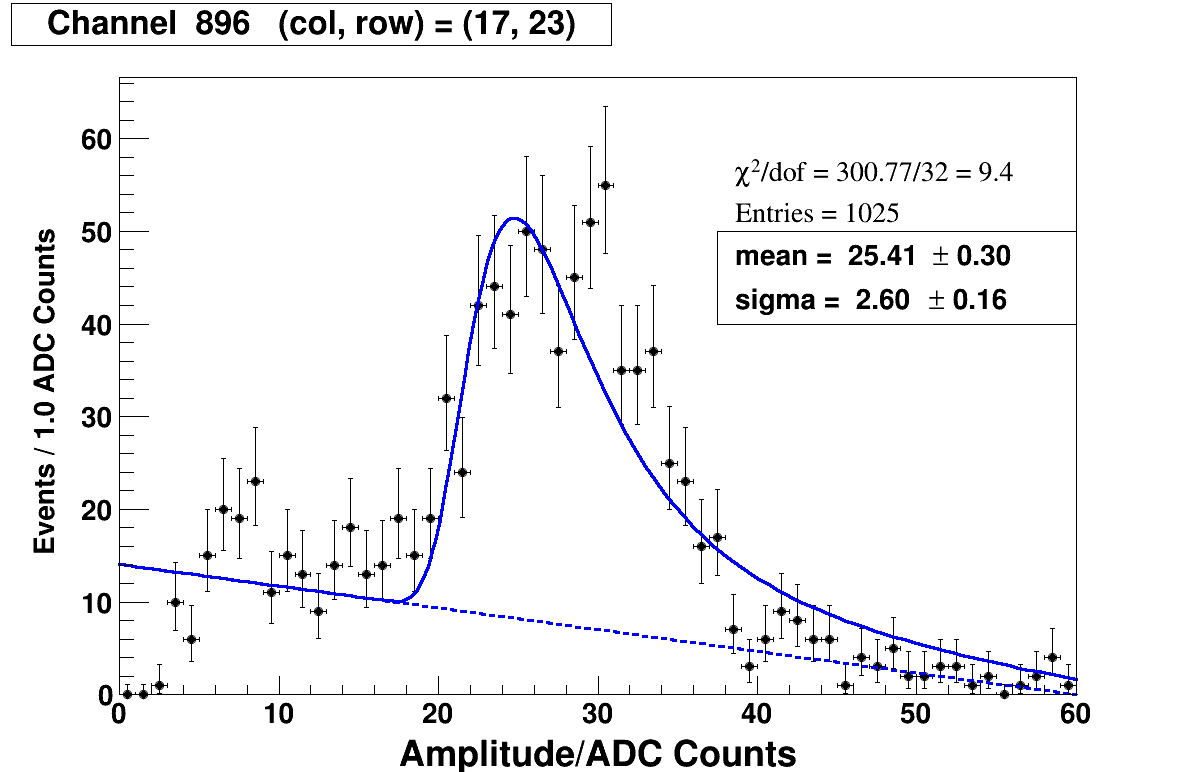 Channel 896 (col, row) = (17, 23)
χ²/dof = 300.77/32 = 9.4
Entries = 1025
mean = 25.41 ± 0.30
sigma = 2.60 ± 0.16
Events / 1.0 ADC Counts
60
50
40
30
20
10
0
0 10 20 30 40 50 60
Amplitude/ADC Counts